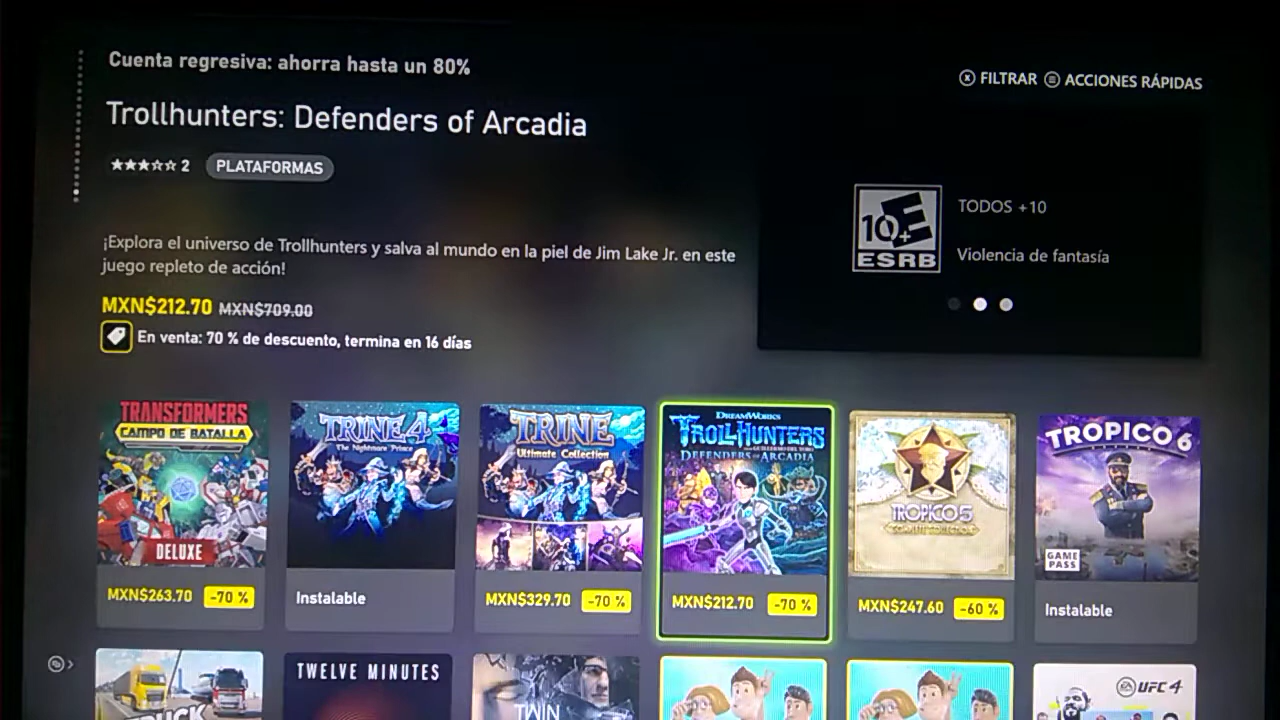 Cuenta regresiva: ahorra hasta un 80%
FILTRAR ACCIONES RÁPIDAS
Trollhunters: Defenders of Arcadia
2 PLATAFORMAS
TODOS +10
10+ E
ESRB
Violencia de fantasía
¡Explora el universo de Trollhunters y salva al mundo en la piel de Jim Lake Jr. en este
juego repleto de acción!
MXN$212.70 MXN$709.00
En venta: 70 % de descuento, termina en 16 días
TRANSFORMERS
CAMPO DE BATALLA
DELUXE
MXN$263.70 -70 %
TRINE 4
The Nightmare Prince
Instalable
TRINE
Ultimate Collection
MXN$329.70 -70 %
DREAMWORKS
TROLLHUNTERS
DEFENDERS OF ARCADIA
MXN$212.70 -70 %
TROPICO 5
COMPLETE COLLECTION
MXN$247.60 -60 %
TROPICO 6
GAME
PASS
Instalable
TRUCK
TWELVE MINUTES
TWIN
EA UFC 4